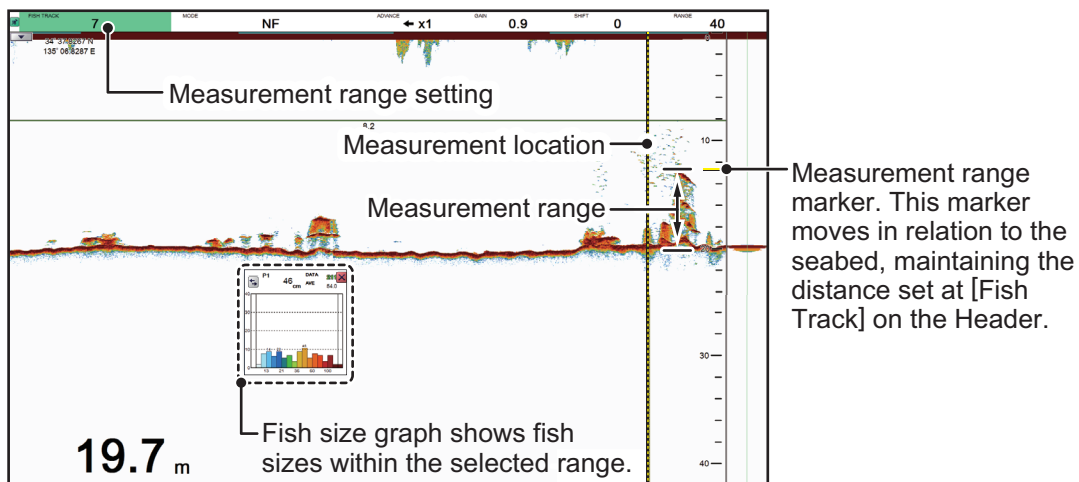 FISH TRACK 7 MODE NF ADVANCE ← x1 GAIN 0.9 SHIFT 0 RANGE 40
135° 06.8287 E
Measurement range setting
Measurement location
10
Measurement range
Measurement range
marker. This marker
moves in relation to the
seabed, maintaining the
distance set at [Fish
Track] on the Header.
P1 46 cm DATA AVE 64.0
30
40
Fish size graph shows fish
sizes within the selected range.
19.7 m